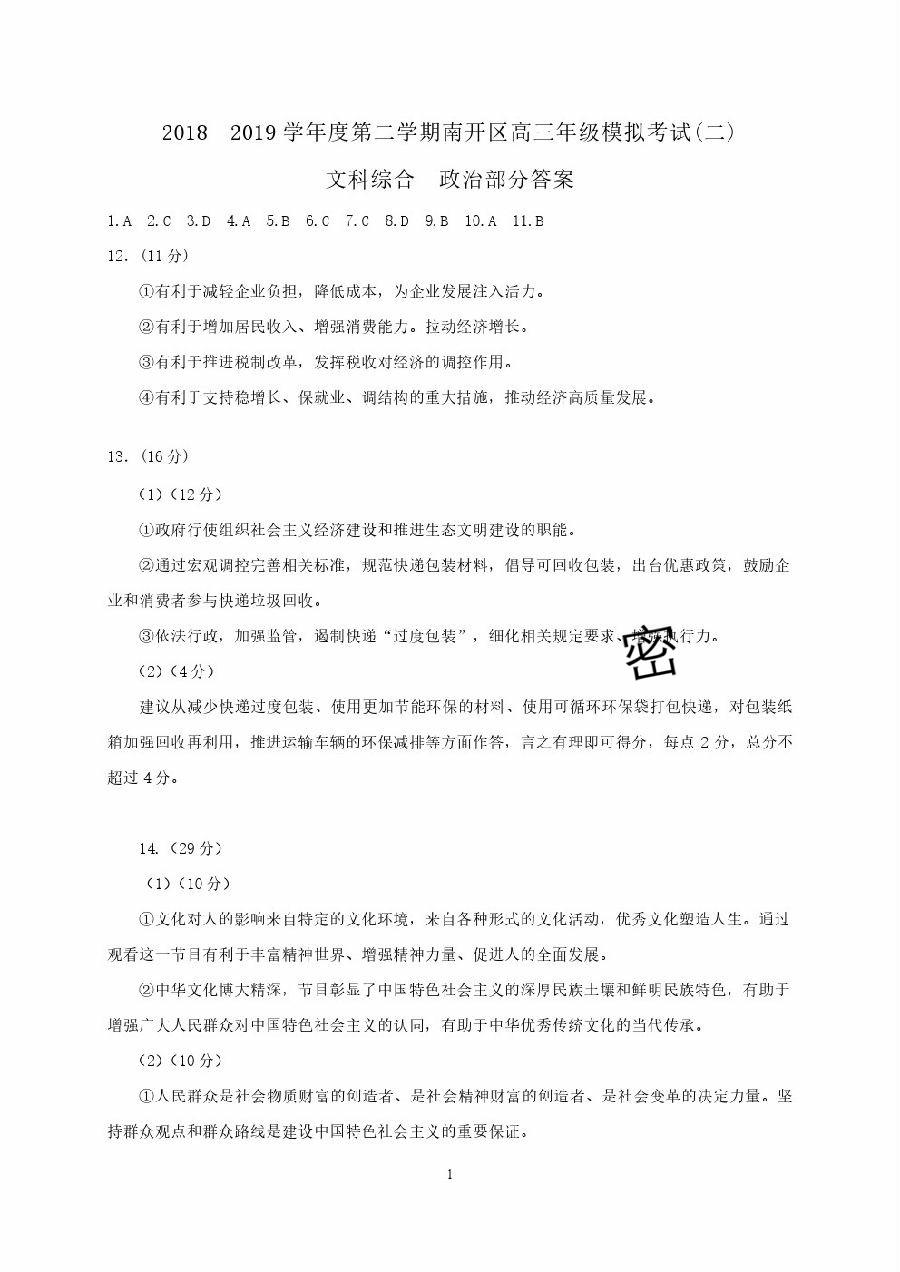 2018 2019学年度第二学期南开区高三年级模拟考试(二)
文科综合 政治部分答案
1.A 2.C 3.D 4.A 5.B 6.C 7.C 8.D 9.B 10.A 11.B
12. (11分)
①有利于减轻企业负担，降低成本，为企业发展注入活力。
②有利于增加居民收入、增强消费能力。拉动经济增长。
③有利于推进税制改革，发挥税收对经济的调控作用。
④有利于支持稳增长、保就业、调结构的重大措施，推动经济高质量发展。
13. (16分)
（1）（12分）
①政府行使组织社会主义经济建设和推进生态文明建设的职能。
②通过宏观调控完善相关标准，规范快递包装材料，倡导可回收包装，出台优惠政策，鼓励企
业和消费者参与快递垃圾回收。
③依法行政，加强监管，遏制快递“过度包装”，细化相关规定要求、增强执行力。
密
（2）（4分）
建议从减少快递过度包装、使用更加节能环保的材料、使用可循环环保袋打包快递，对包装纸
箱加强回收再利用，推进运输车辆的环保减排等方面作答，言之有理即可得分，每点2分，总分不
超过4分。
14.（29分）
（1）（10分）
①文化对人的影响来自特定的文化环境，来自各种形式的文化活动，优秀文化塑造人生。通过
观看这一节目有利于丰富精神世界、增强精神力量、促进人的全面发展。
②中华文化博大精深，节目彰显了中国特色社会主义的深厚民族土壤和鲜明民族特色，有助于
增强广大人民群众对中国特色社会主义的认同，有助于中华优秀传统文化的当代传承。
（2）（10分）
①人民群众是社会物质财富的创造者、是社会精神财富的创造者、是社会变革的决定力量。坚
持群众观点和群众路线是建设中国特色社会主义的重要保证。
1